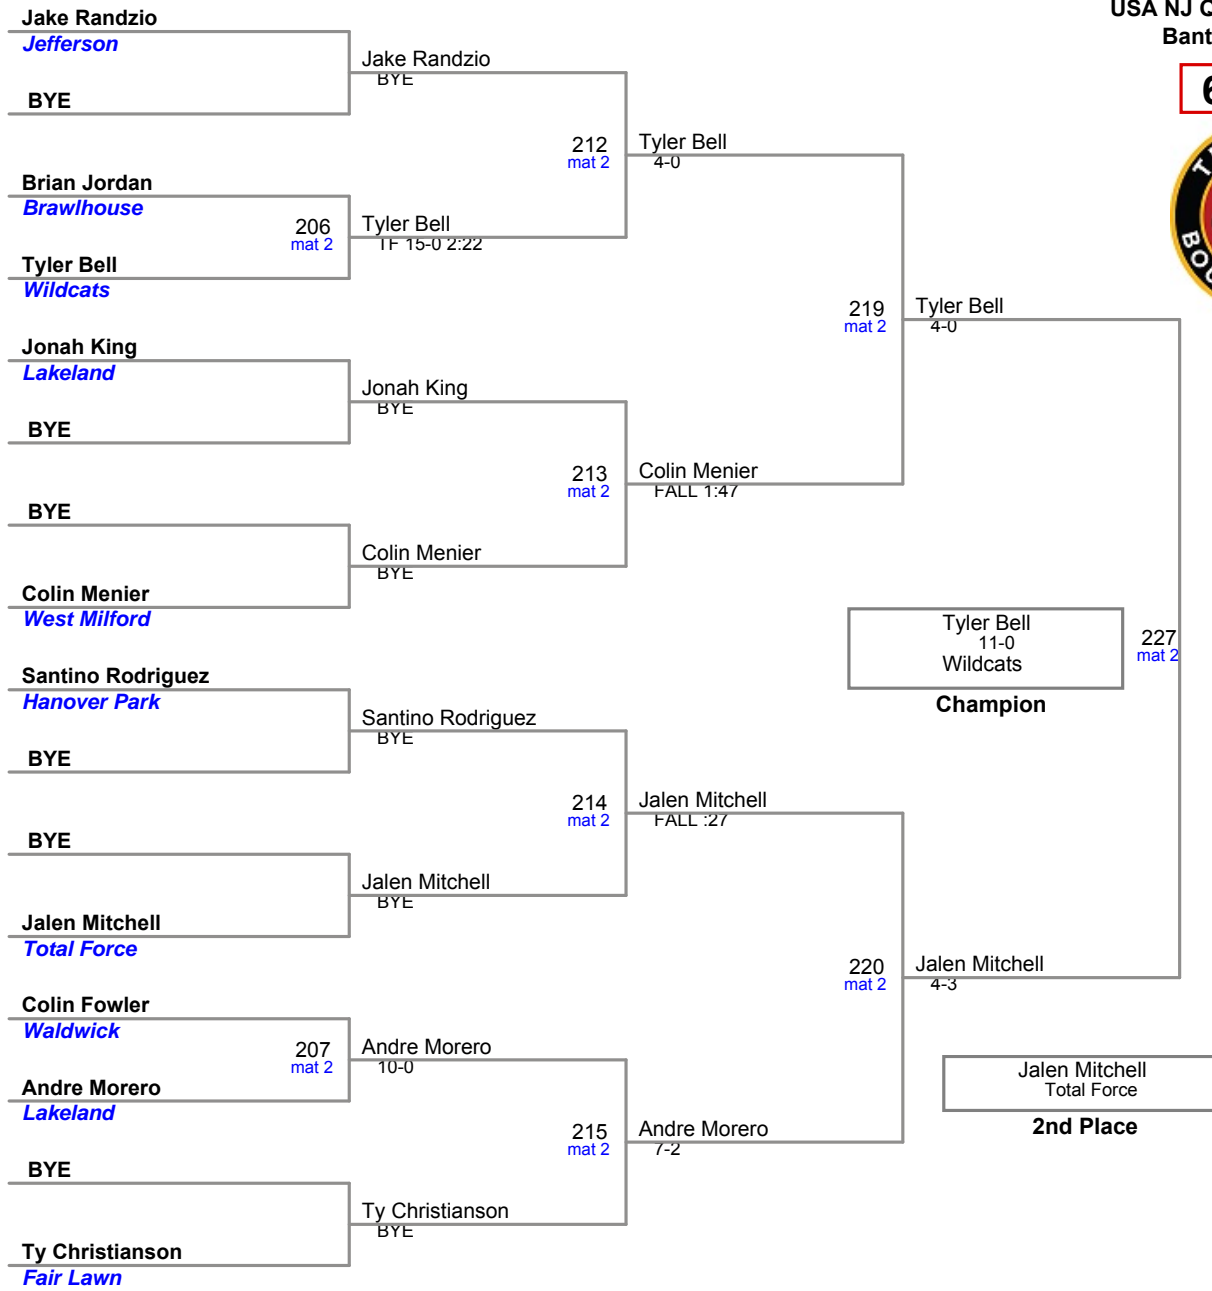 USA NJ Q
Bant
6
Jake Randzio
Jefferson
Jake Randzio
BYE
BYE
212
mat 2
Tyler Bell
4-0
Brian Jordan
Brawlhouse
206
mat 2
Tyler Bell
TF 15-0 2:22
Tyler Bell
Wildcats
219
mat 2
Tyler Bell
4-0
Jonah King
Lakeland
Jonah King
BYE
BYE
213
mat 2
Colin Menier
FALL 1:47
BYE
Colin Menier
BYE
Colin Menier
West Milford
Tyler Bell
11-0
Wildcats
Champion
227
mat 2
Santino Rodriguez
Hanover Park
Santino Rodriguez
BYE
BYE
214
mat 2
Jalen Mitchell
FALL :27
BYE
Jalen Mitchell
BYE
Jalen Mitchell
Total Force
220
mat 2
Jalen Mitchell
4-3
Colin Fowler
Waldwick
207
mat 2
Andre Morero
10-0
Andre Morero
Lakeland
Jalen Mitchell
Total Force
2nd Place
215
mat 2
Andre Morero
7-2
BYE
Ty Christianson
BYE
Ty Christianson
Fair Lawn